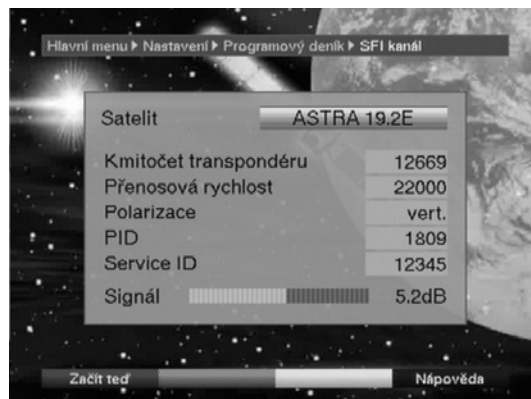 Hlavní menu ▶ Nastavení ▶ Programový deník ▶ SFI kanál
Satelit ASTRA 19.2E
Kmitočet transpondéru 12669
Přenosová rychlost 22000
Polarizace vert.
PID 1809
Service ID 12345
Signál 5.2dB
Začít teď Nápověda